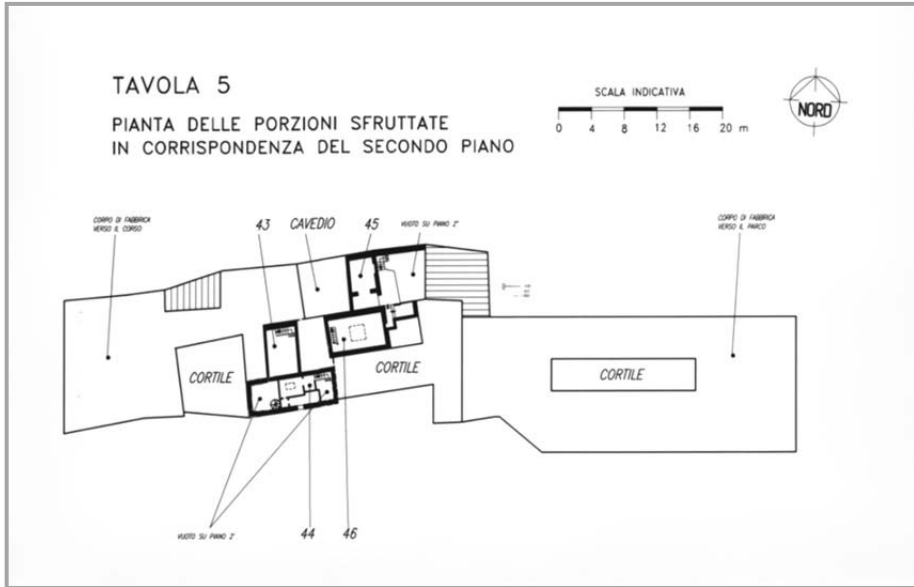 TAVOLA 5
PIANTA DELLE PORZIONI SFRUTTATE
IN CORRISPONDENZA DEL SECONDO PIANO
SCALA INDICATIVA
0 4 8 12 16 20 m
NORD
CORPO DI FABBRICA
VERSO IL CORSO
43
CAVEDIO
45
VUOTO SU PIANO 2°
CORPO DI FABBRICA
VERSO IL PARCO
CORTILE
CORTILE
CORTILE
VUOTO SU PIANO 2°
44
46